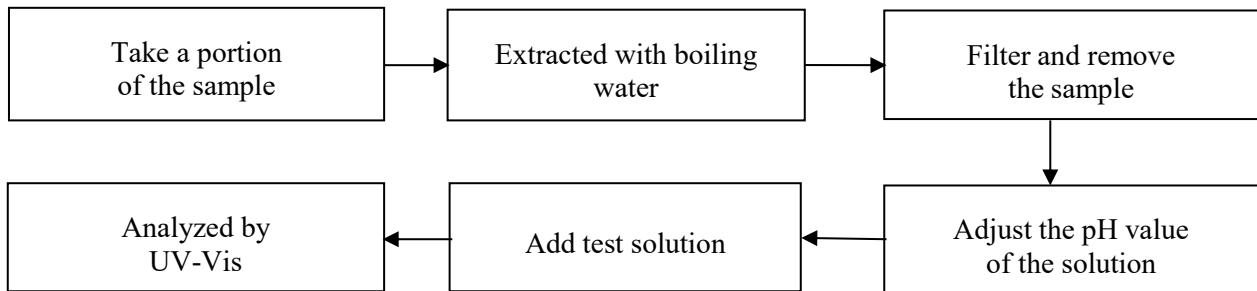 Take a portion
of the sample
Extracted with boiling
water
Filter and remove
the sample
Adjust the pH value
of the solution
Add test solution
Analyzed by
UV-Vis